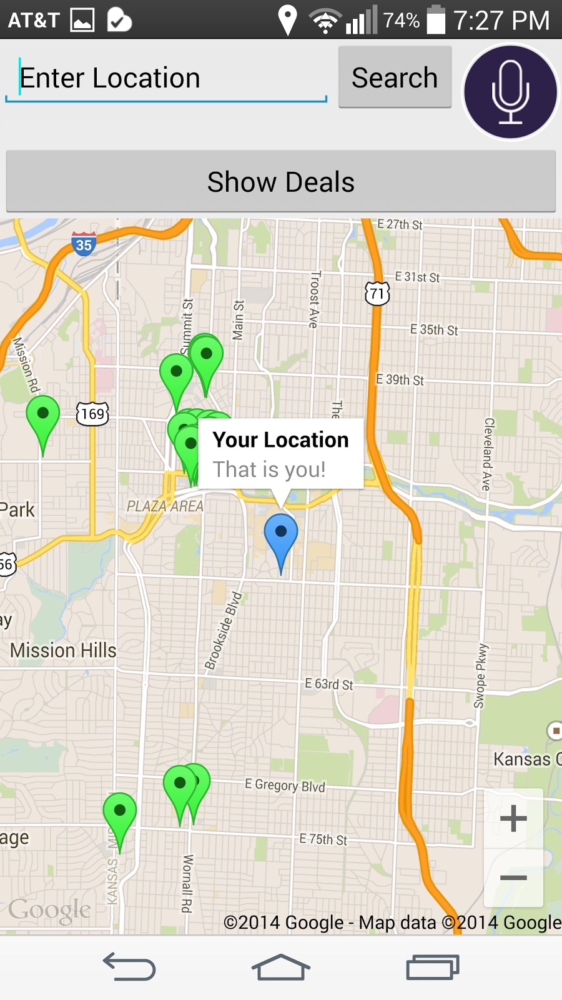 AT&T 74% 7:27 PM
Enter Location
Search
Show Deals
E 27th St
35
E 31st St
Troost Ave
71
Summit St
Main St
E 35th St
Mission Rd
E 39th St
169
The
Cleveland Ave
Your Location
That is you!
PLAZA AREA
Park
56
ay
Brookside Blvd
Mission Hills
Swope Pkwy
E 63rd St
Kansas C
E Gregory Blvd
age
E 75th St
KANSAS
MIS
Wornall Rd
Google
©2014 Google - Map data ©2014 Google